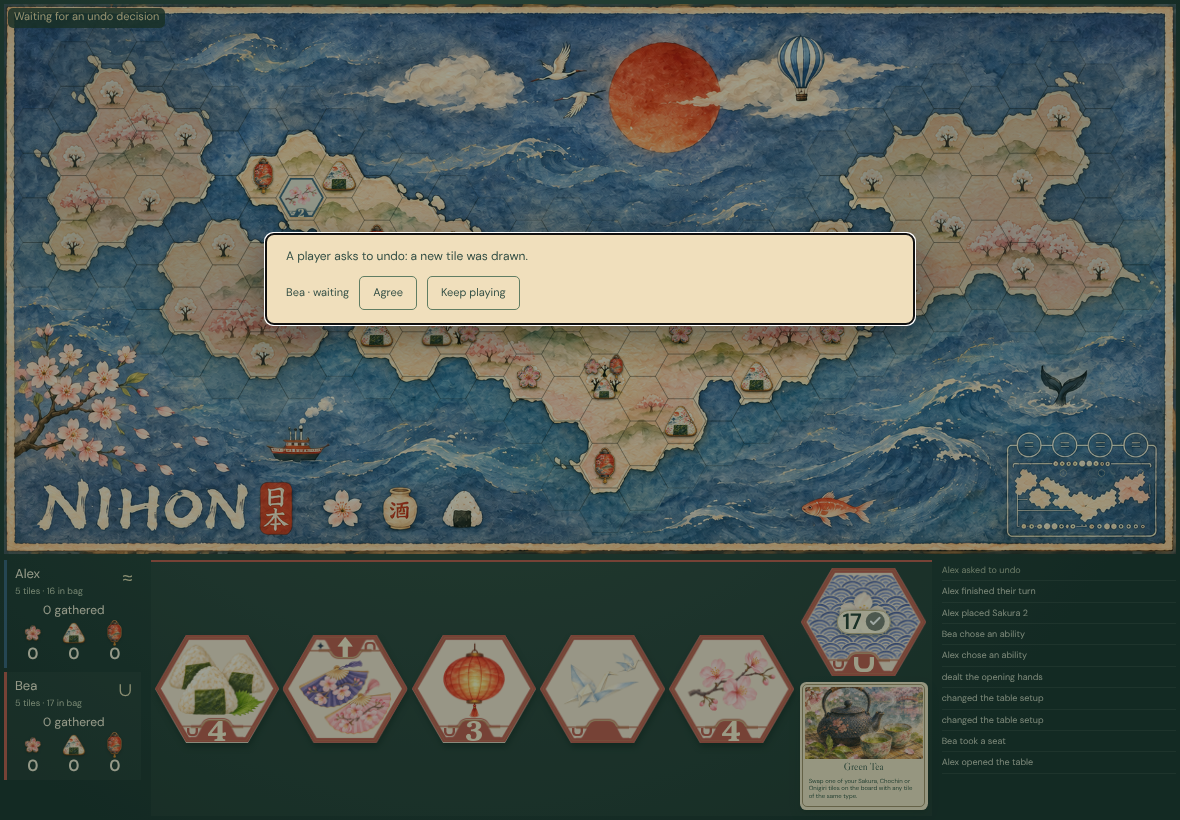 Waiting for an undo decision
2
A player asks to undo: a new tile was drawn.
Bea · waiting
Agree
Keep playing
NIHON
日本
酒
Alex
5 tiles · 16 in bag
0 gathered
0 0 0
Bea
5 tiles · 17 in bag
0 gathered
0 0 0
4
3
4
17
Green Tea
Swap one of your Sakura, Chochin or
Onigiri tiles on the board with any tile
of the same type.
Alex asked to undo
Alex finished their turn
Alex placed Sakura 2
Bea chose an ability
Alex chose an ability
dealt the opening hands
changed the table setup
changed the table setup
Bea took a seat
Alex opened the table